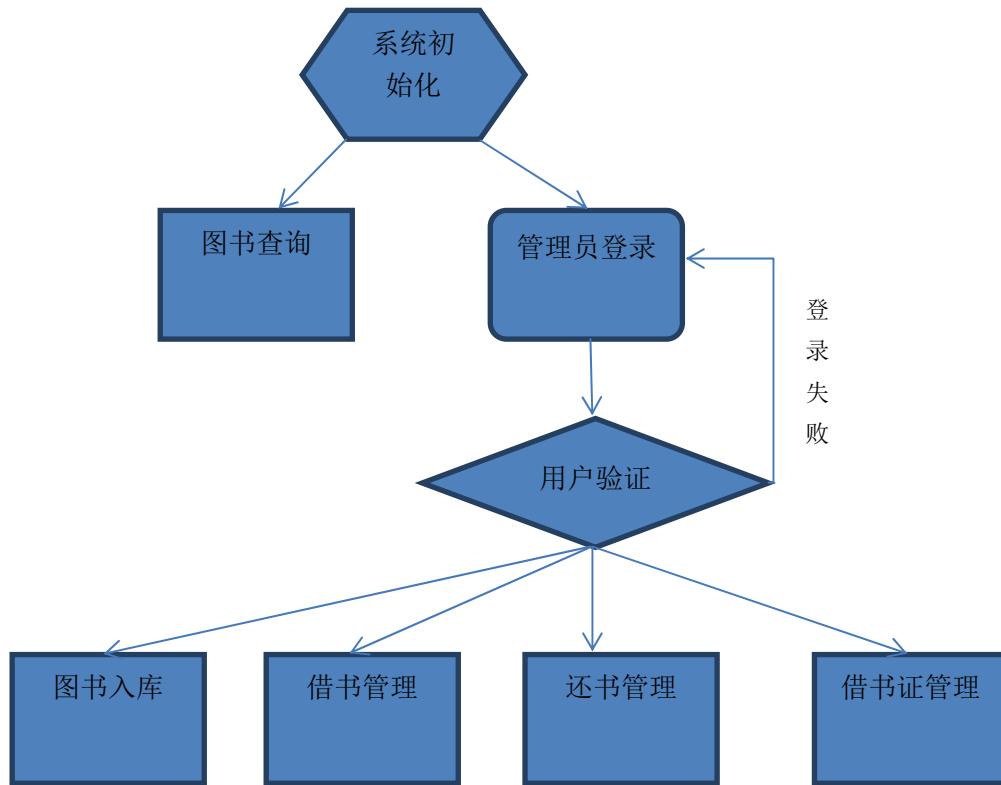 系统初
始化
图书查询
管理员登录
登
录
失
败
用户验证
图书入库
借书管理
还书管理
借书证管理